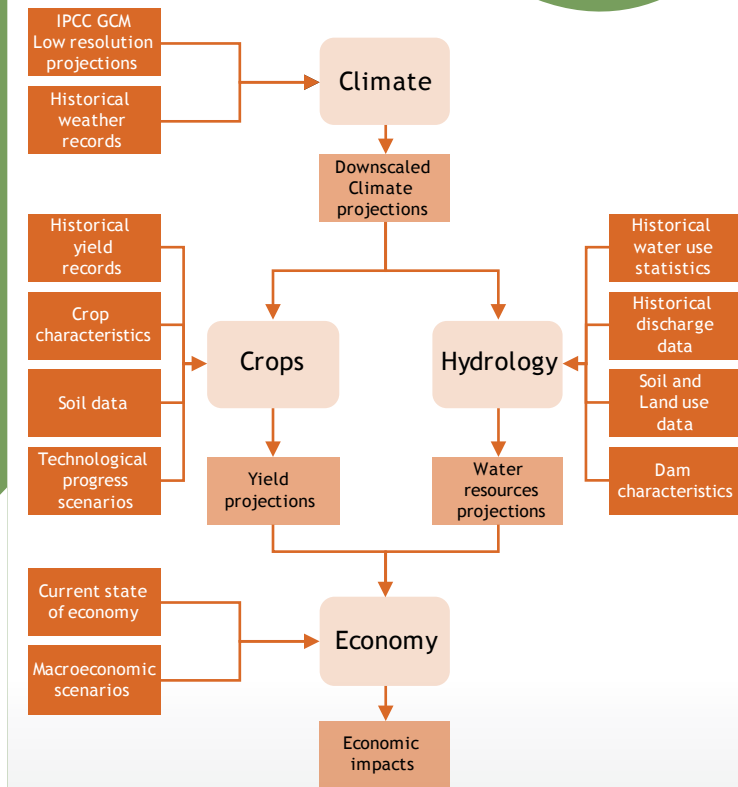 IPCC GCM
Low resolution
projections
Climate
Historical
weather
records
Downscaled
Climate
projections
Historical
yield
records
Historical
water use
statistics
Crop
characteristics
Historical
discharge
data
Crops
Hydrology
Soil data
Soil and
Land use
data
Technological
progress
scenarios
Yield
projections
Water
resources
projections
Dam
characteristics
Current state
of economy
Economy
Macroeconomic
scenarios
Economic
impacts